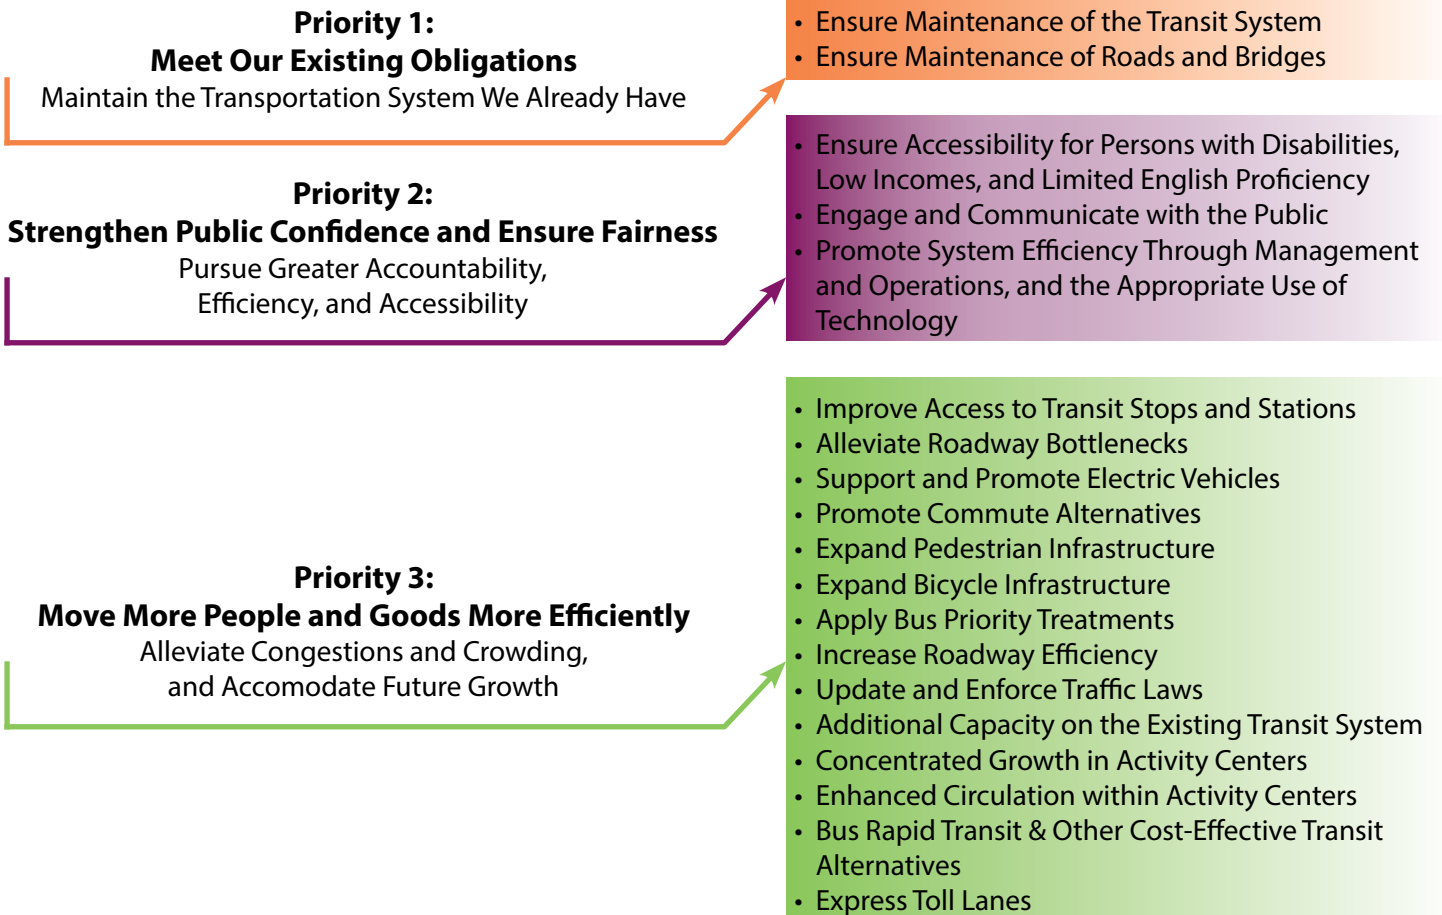 Priority 1:
Meet Our Existing Obligations
Maintain the Transportation System We Already Have
• Ensure Maintenance of the Transit System
• Ensure Maintenance of Roads and Bridges
Priority 2:
Strengthen Public Confidence and Ensure Fairness
Pursue Greater Accountability,
Efficiency, and Accessibility
• Ensure Accessibility for Persons with Disabilities,
Low Incomes, and Limited English Proficiency
• Engage and Communicate with the Public
• Promote System Efficiency Through Management
and Operations, and the Appropriate Use of
Technology
Priority 3:
Move More People and Goods More Efficiently
Alleviate Congestions and Crowding,
and Accomodate Future Growth
• Improve Access to Transit Stops and Stations
• Alleviate Roadway Bottlenecks
• Support and Promote Electric Vehicles
• Promote Commute Alternatives
• Expand Pedestrian Infrastructure
• Expand Bicycle Infrastructure
• Apply Bus Priority Treatments
• Increase Roadway Efficiency
• Update and Enforce Traffic Laws
• Additional Capacity on the Existing Transit System
• Concentrated Growth in Activity Centers
• Enhanced Circulation within Activity Centers
• Bus Rapid Transit & Other Cost-Effective Transit
Alternatives
• Express Toll Lanes